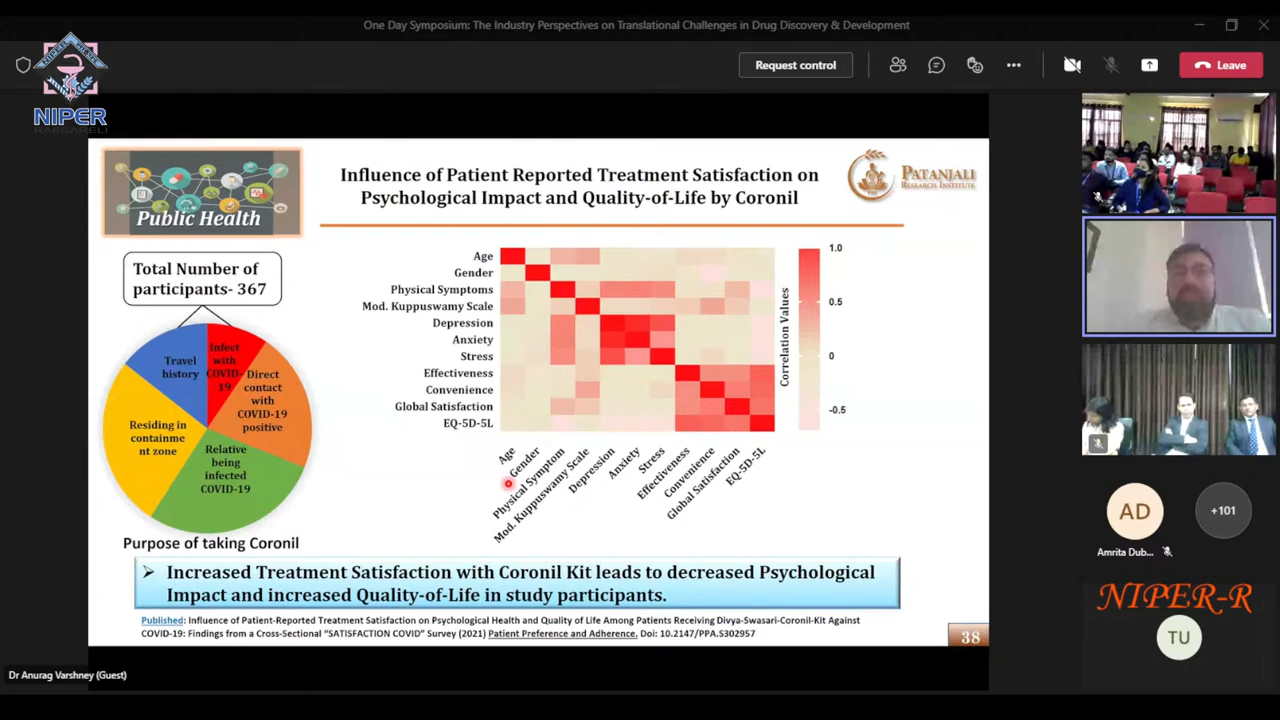 One Day Symposium: The Industry Perspectives on Translational Challenges in Drug Discovery & Development
Request control
Leave
NIPER
RAEBARELI
Public Health
Influence of Patient Reported Treatment Satisfaction on
Psychological Impact and Quality-of-Life by Coronil
PATANJALI
RESEARCH INSTITUTE
Total Number of
participants- 367
Travel
history
Infect
with
COVID-
19
Direct
contact
with
COVID-19
positive
Residing in
containme
nt zone
Relative
being
infected
COVID-19
Purpose of taking Coronil
Age
Gender
Physical Symptoms
Mod. Kuppuswamy Scale
Depression
Anxiety
Stress
Effectiveness
Convenience
Global Satisfaction
EQ-5D-5L
Age
Gender
Physical Symptom
Mod. Kuppuswamy Scale
Depression
Anxiety
Stress
Effectiveness
Convenience
Global Satisfaction
EQ-5D-5L
1.0
0.5
0
-0.5
Correlation Values
Increased Treatment Satisfaction with Coronil Kit leads to decreased Psychological
Impact and increased Quality-of-Life in study participants.
Published: Influence of Patient-Reported Treatment Satisfaction on Psychological Health and Quality of Life Among Patients Receiving Divya-Swasari-Coronil-Kit Against
COVID-19: Findings from a Cross-Sectional "SATISFACTION COVID" Survey (2021) Patient Preference and Adherence. Doi: 10.2147/PPA.S302957
38
Dr Anurag Varshney (Guest)
AD
+101
Amrita Dub...
NIPER-R
TU